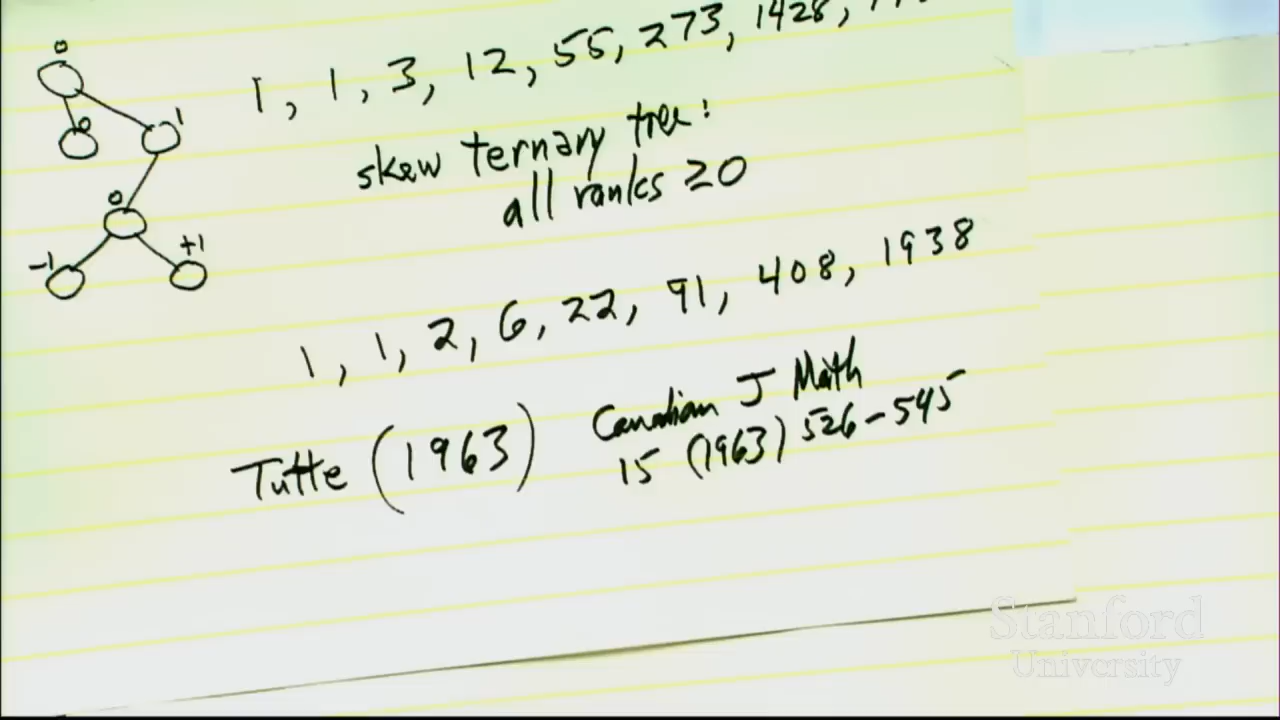 0
1, 1, 3, 12, 55, 273, 1428,
0
1
skew ternary tree:
all ranks ≥0
0
-1
+1
1, 1, 2, 6, 22, 91, 408, 1938
Tutte (1963)
Canadian J Math
15 (1963) 526-545
Stanford
University